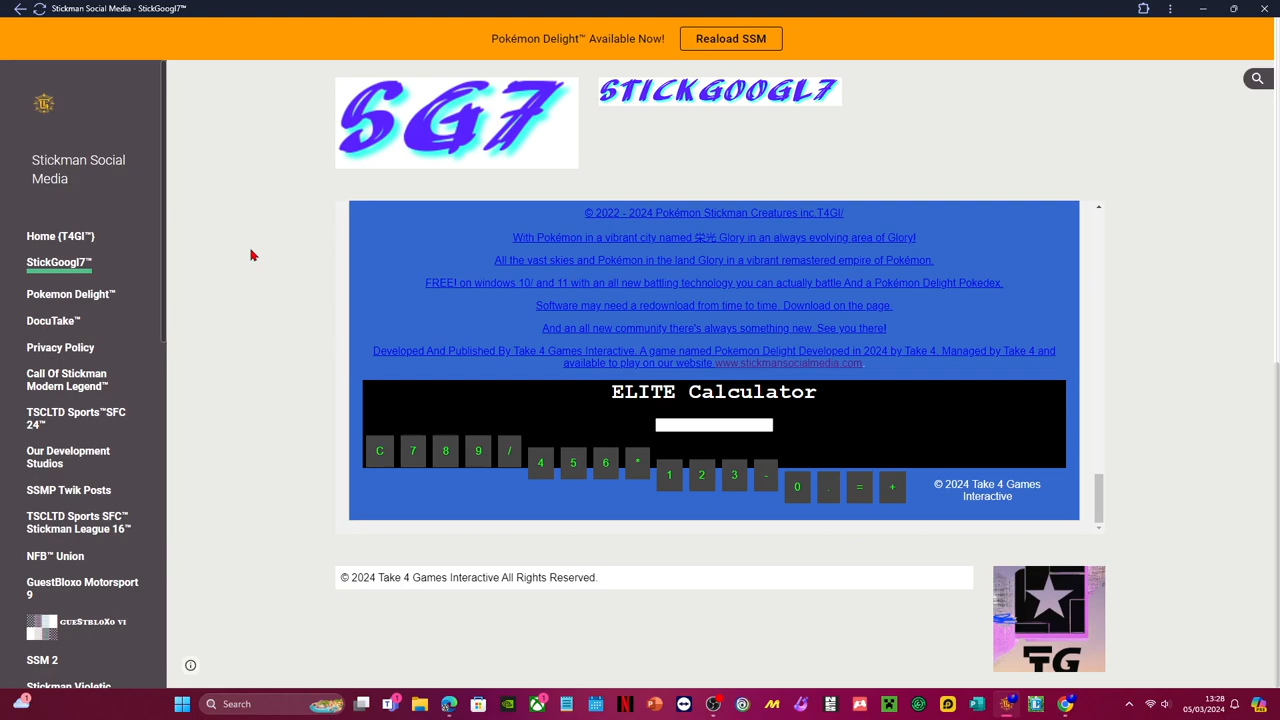 Stickman Social Media - StickGoogl7™
Pokémon Delight™ Available Now!
Reaload SSM
Stickman Social
Media
Home {T4GI™}
StickGoogl7™
Pokemon Delight™
DocuTake™
Privacy Policy
Call Of Stickman
Modern Legend™
TSCLTD Sports™SFC
24™
Our Development
Studios
SSMP Twik Posts
TSCLTD Sports SFC™
Stickman League 16™
NFB™ Union
GuestBloxo Motorsport
9
GUESTBLOXO VI
SSM 2
Stickman Violetic
SG7
STICKGOOGL7
© 2022 - 2024 Pokémon Stickman Creatures inc.T4GI/
With Pokémon in a vibrant city named 栄光 Glory in an always evolving area of Glory!
All the vast skies and Pokémon in the land Glory in a vibrant remastered empire of Pokémon.
FREE! on windows 10/ and 11 with an all new battling technology you can actually battle And a Pokémon Delight Pokedex.
Software may need a redownload from time to time. Download on the page.
And an all new community there's always something new. See you there!
Developed And Published By Take 4 Games Interactive. A game named Pokemon Delight Developed in 2024 by Take 4. Managed by Take 4 and
available to play on our website www.stickmansocialmedia.com.
ELITE Calculator
C 7 8 9 / 4 5 6 * 1 2 3 - 0 . = +
© 2024 Take 4 Games
Interactive
© 2024 Take 4 Games Interactive All Rights Reserved.
TG
Search
13:28
05/03/2024